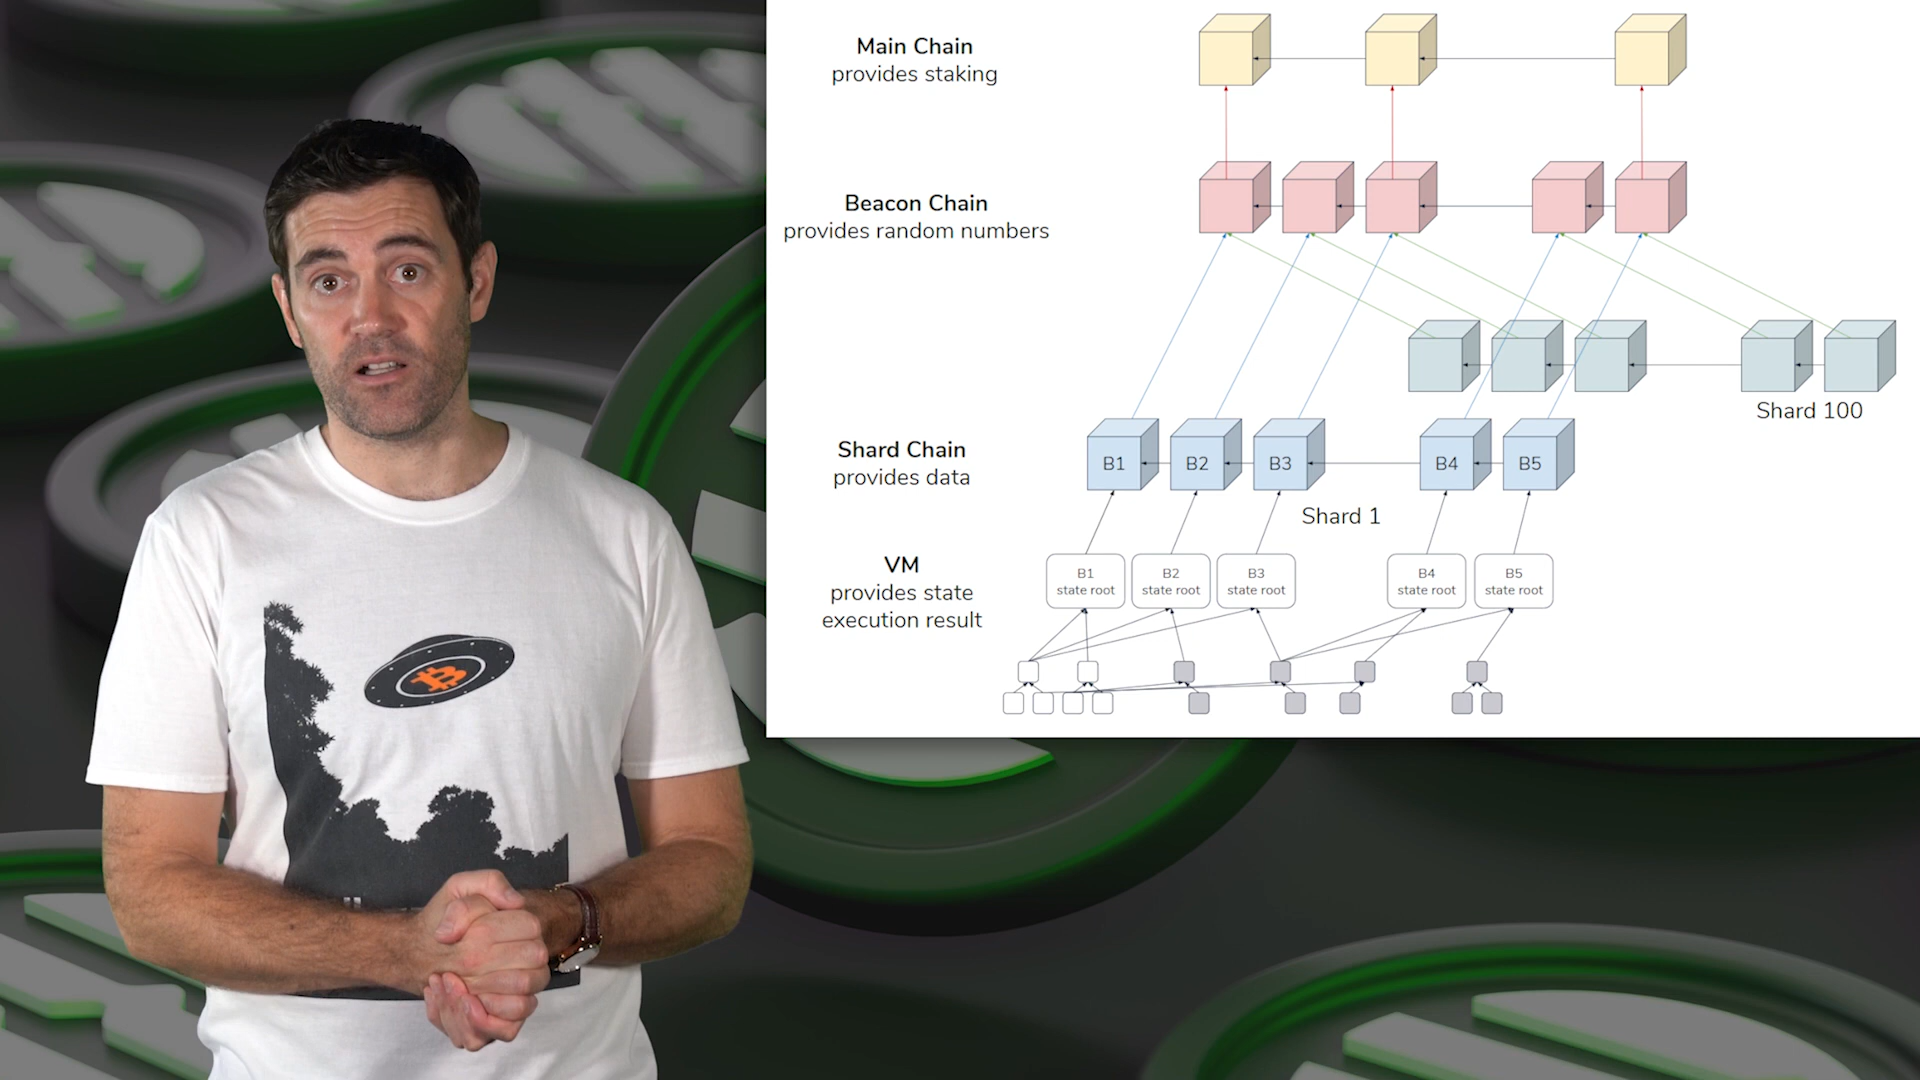 Main Chain
provides staking
Beacon Chain
provides random numbers
Shard 100
Shard Chain
provides data
B1 B2 B3 B4 B5
Shard 1
VM
provides state
execution result
B1
state root
B2
state root
B3
state root
B4
state root
B5
state root